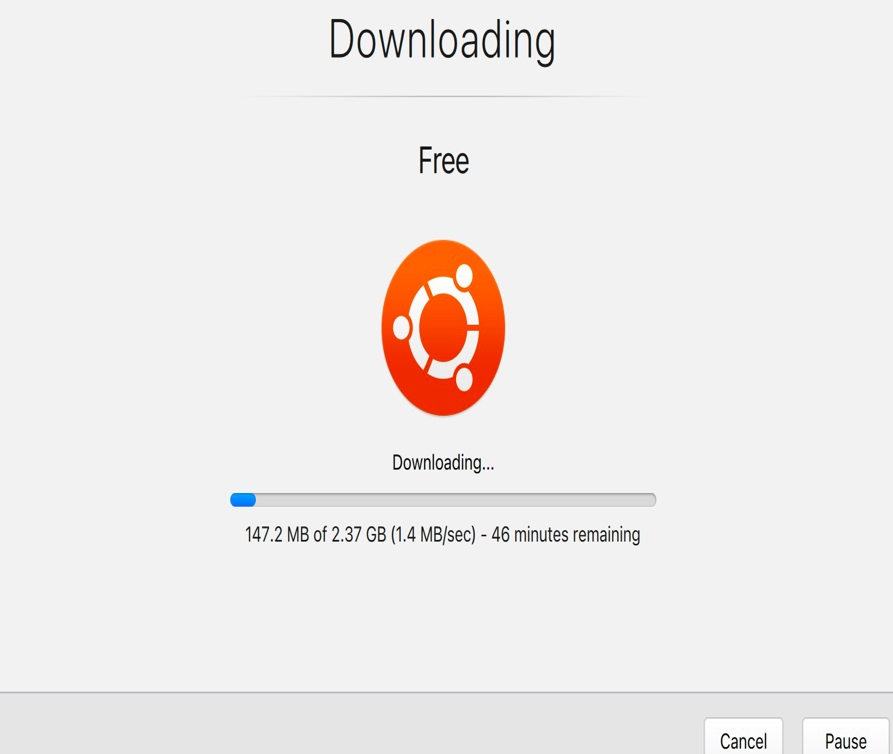 Downloading
Free
Downloading...
147.2 MB of 2.37 GB (1.4 MB/sec) - 46 minutes remaining
Cancel
Pause